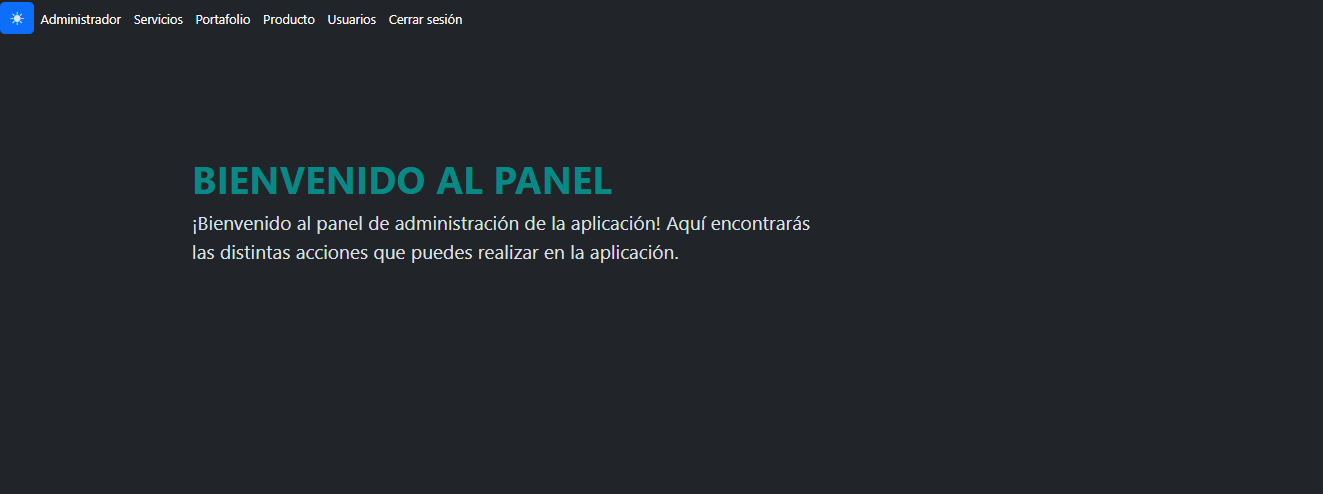 Administrador Servicios Portafolio Producto Usuarios Cerrar sesión
BIENVENIDO AL PANEL
¡Bienvenido al panel de administración de la aplicación! Aquí encontrarás
las distintas acciones que puedes realizar en la aplicación.